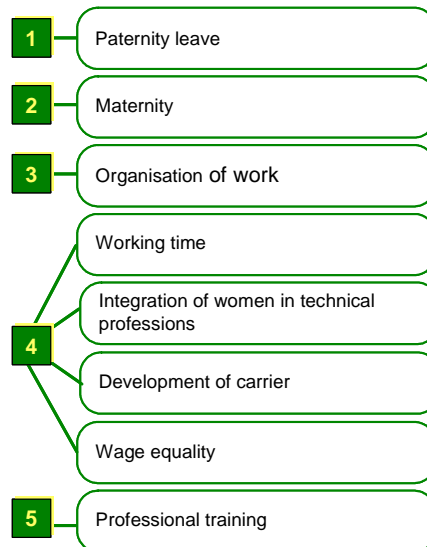 1
Paternity leave
2
Maternity
3
Organisation of work
Working time
Integration of women in technical
professions
4
Development of carrier
Wage equality
5
Professional training